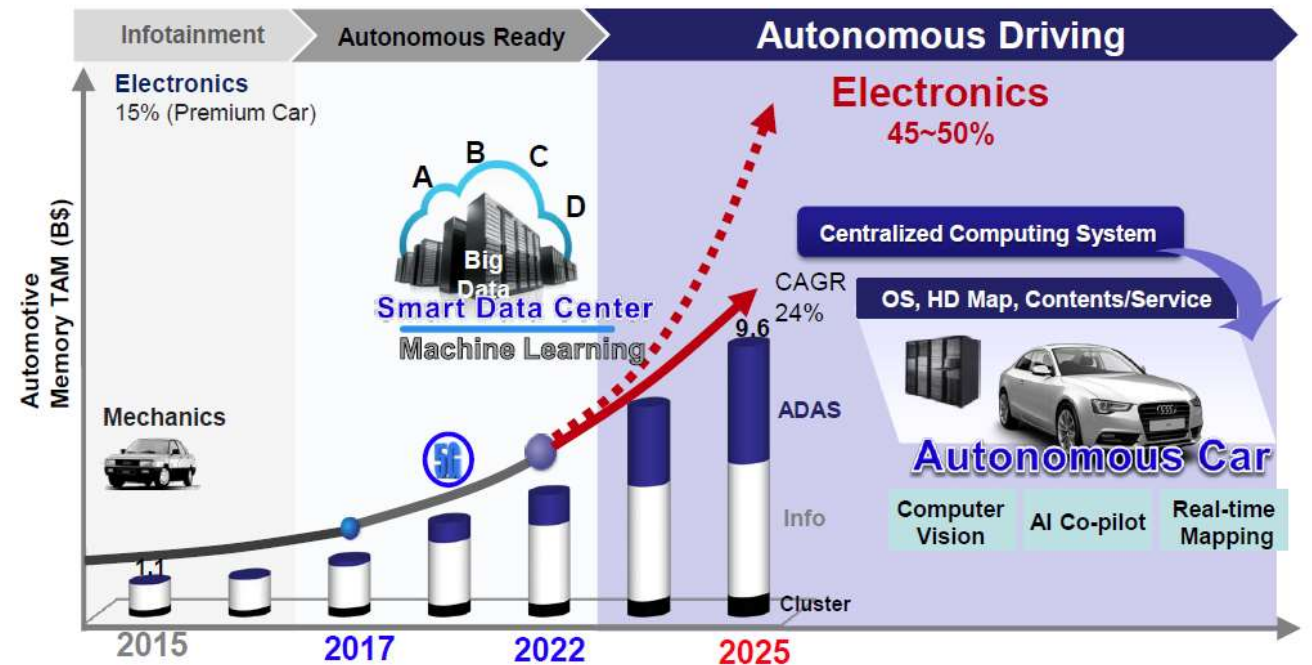 Infotainment
Autonomous Ready
Autonomous Driving
Electronics
15% (Premium Car)
Electronics
45~50%
A
B
C
D
Big
Data
Smart Data Center
Machine Learning
Centralized Computing System
OS, HD Map, Contents/Service
CAGR
24%
9.6
Automotive
Memory TAM (B$)
Mechanics
5G
ADAS
Info
Cluster
1.1
Autonomous Car
Computer
Vision
AI Co-pilot
Real-time
Mapping
2015
2017
2022
2025